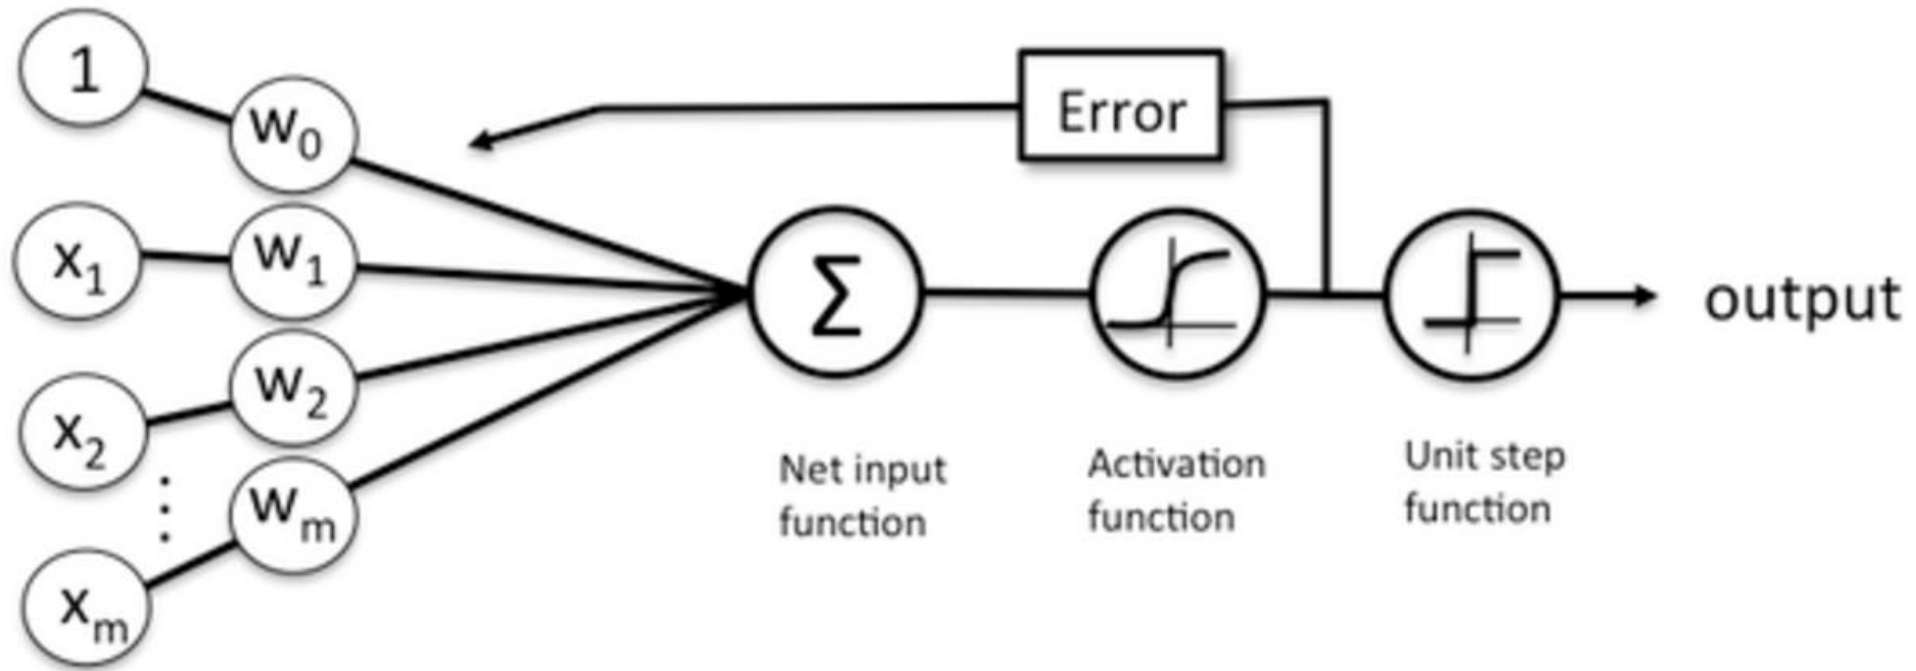 1
w0
Error
x1
w1
Σ
output
x2
w2
Net input
function
Activation
function
Unit step
function
wm
xm